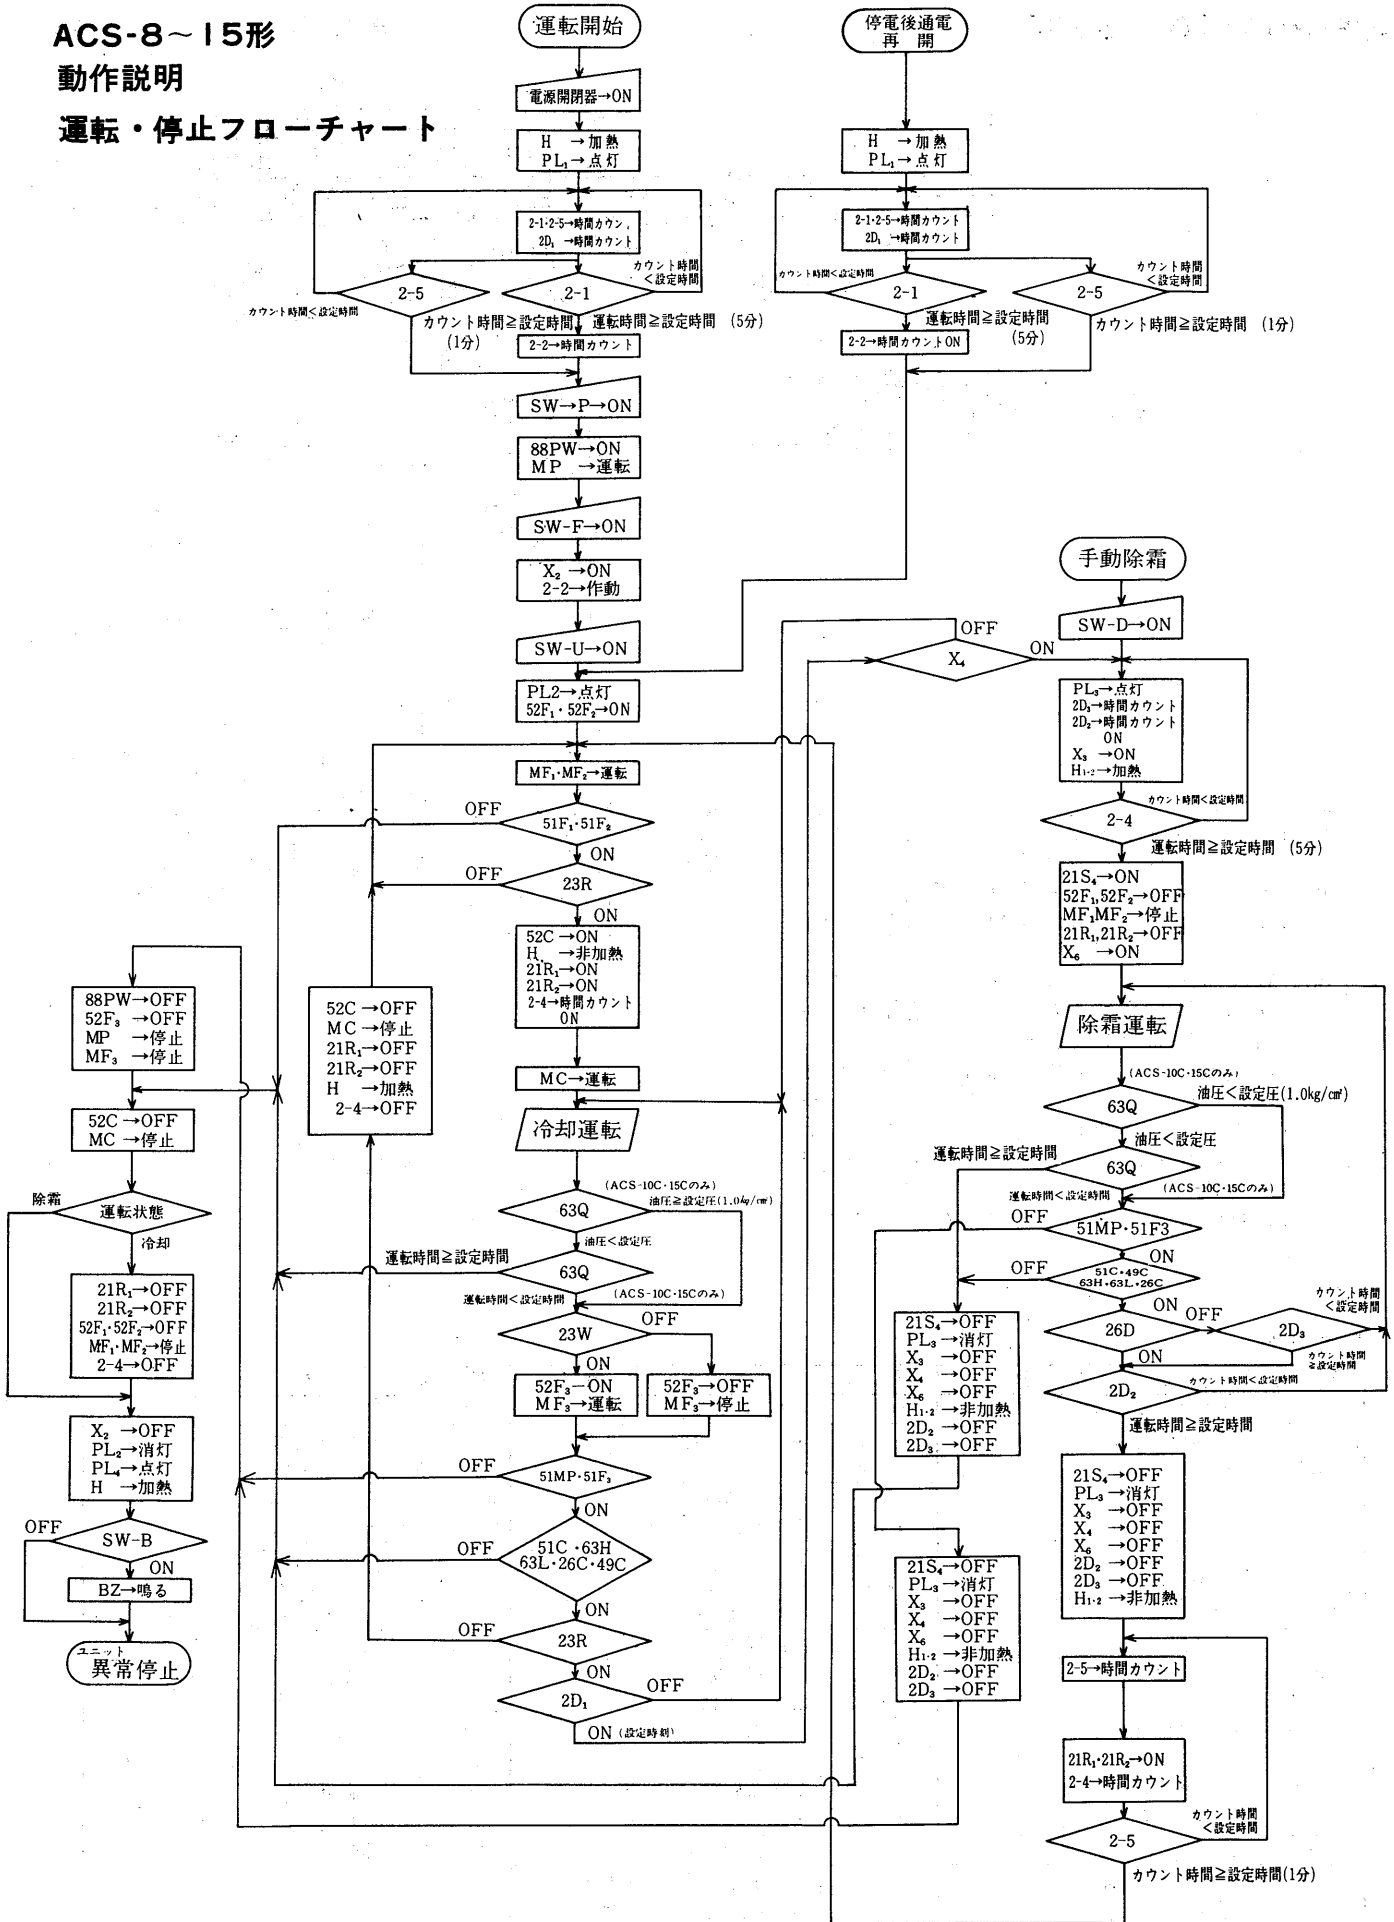 ACS-8～15形
動作説明
運転・停止フローチャート
運転開始
電源開閉器→ON
H →加熱
PL₁→点灯
2-1・2-5→時間カウン
2D₁ →時間カウント
カウント時間
<設定時間
2-5
2-1
カウント時間<設定時間
カウント時間≧設定時間
(1分)
運転時間≧設定時間 (5分)
2-2→時間カウント
SW→P→ON
88PW→ON
MP →運転
SW-F→ON
X₂ →ON
2-2→作動
SW-U→ON
PL2→点灯
52F₁・52F₂→ON
MF₁・MF₂→運転
OFF
51F₁・51F₂
ON
OFF
23R
ON
52C →ON
H →非加熱
21R₁→ON
21R₂→ON
2-4→時間カウント
ON
MC→運転
冷却運転
(ACS-10C・15Cのみ)
油圧≧設定圧(1.0kg/c㎡)
63Q
油圧<設定圧
運転時間≧設定時間
63Q
運転時間<設定時間
(ACS-10C・15Cのみ)
23W
OFF
ON
52F₃→ON
MF₃→運転
52F₃→OFF
MF₃→停止
OFF
51MP・51F₃
ON
OFF
51C・63H
63L・26C・49C
ON
OFF
23R
ON
2D₁
OFF
ON (設定時刻)
52C→OFF
MC→停止
21R₁→OFF
21R₂→OFF
H →加熱
2-4→OFF
88PW→OFF
52F₃ →OFF
MP →停止
MF₃ →停止
52C→OFF
MC →停止
除霜
運転状態
冷却
21R₁→OFF
21R₂→OFF
52F₁・52F₂→OFF
MF₁・MF₂→停止
2-4→OFF
X₂ →OFF
PL₂→消灯
PL₄→点灯
H →加熱
OFF
SW-B
ON
BZ→鳴る
ユニット
異常停止
停電後通電
再開
H →加熱
PL₁→点灯
2-1・2-5→時間カウント
2D₁ →時間カウント
カウント時間<設定時間
カウント時間
<設定時間
2-1
2-5
運転時間≧設定時間
(5分)
カウント時間≧設定時間 (1分)
2-2→時間カウントON
手動除霜
SW-D→ON
OFF
X₄
ON
PL₃→点灯
2D₃→時間カウント
2D₂→時間カウント
ON
X₃ →ON
H₁・₂→加熱
カウント時間<設定時間
2-4
運転時間≧設定時間 (5分)
21S₄→ON
52F₁,52F₂→OFF
MF₁,MF₂→停止
21R₁,21R₂→OFF
X₆ →ON
除霜運転
(ACS-10C・15Cのみ)
油圧<設定圧(1.0kg/c㎡)
63Q
油圧<設定圧
運転時間≧設定時間
63Q
運転時間<設定時間
(ACS-10C・15Cのみ)
OFF
51MP・51F3
ON
OFF
51C・49C
63H・63L・26C
ON
OFF
26D
ON
2D₃
カウント時間
<設定時間
カウント時間
≧設定時間
2D₂
カウント時間<設定時間
運転時間≧設定時間
21S₄→OFF
PL₃→消灯
X₃ →OFF
X₄ →OFF
X₆ →OFF
H₁・₂→非加熱
2D₂→OFF
2D₃→OFF
21S₄→OFF
PL₃→消灯
X₃ →OFF
X₄ →OFF
X₆ →OFF
H₁・₂→非加熱
2D₂→OFF
2D₃→OFF
21S₄→OFF
PL₃→消灯
X₃ →OFF
X₄ →OFF
X₆ →OFF
2D₂→OFF
2D₃→OFF
H₁・₂→非加熱
2-5→時間カウント
21R₁・21R₂→ON
2-4→時間カウント
カウント時間
<設定時間
2-5
カウント時間≧設定時間(1分)